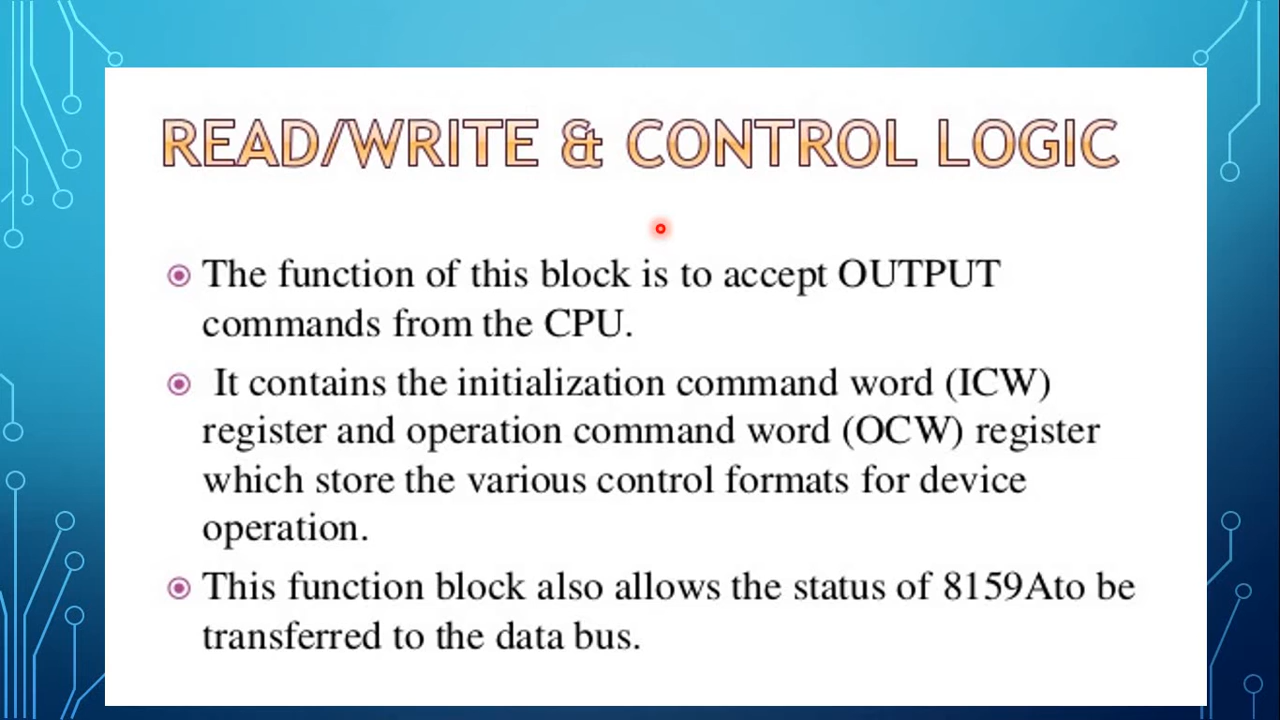 READ/WRITE & CONTROL LOGIC
The function of this block is to accept OUTPUT
commands from the CPU.
It contains the initialization command word (ICW)
register and operation command word (OCW) register
which store the various control formats for device
operation.
This function block also allows the status of 8159Ato be
transferred to the data bus.